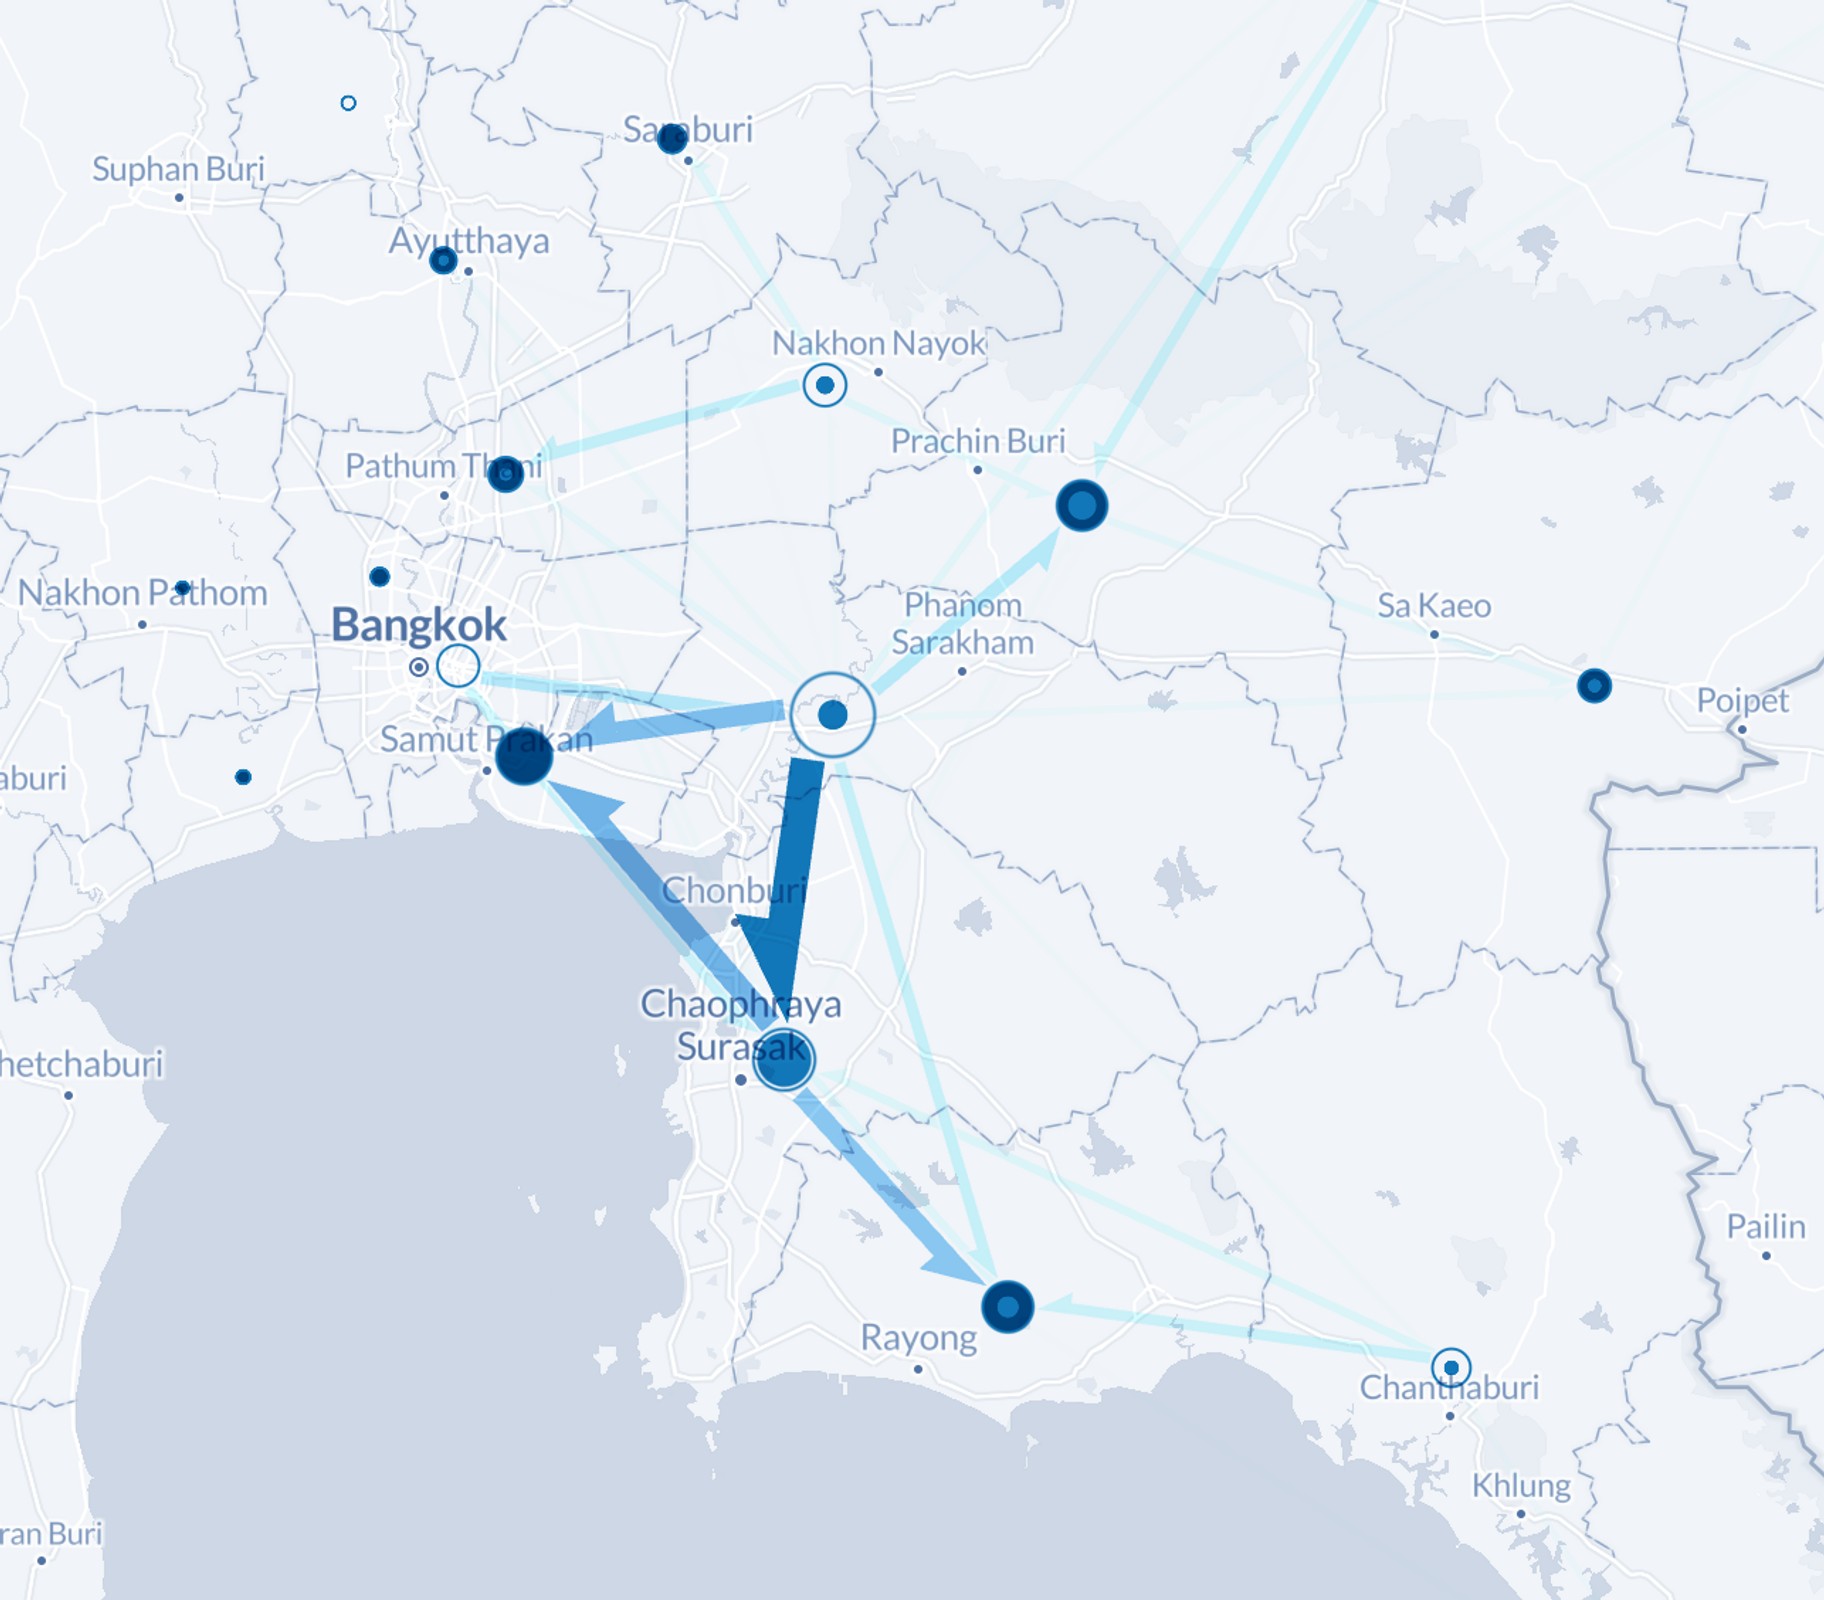 Saraburi
Suphan Buri
Ayutthaya
Nakhon Nayok
Prachin Buri
Pathum Thani
Nakhon Pathom
Bangkok
Phanom
Sarakham
Sa Kaeo
Poipet
Samut Prakan
aburi
Chonburi
Chaophraya
Surasak
hetchaburi
Pailin
Rayong
Chanthaburi
Khlung
ran Buri